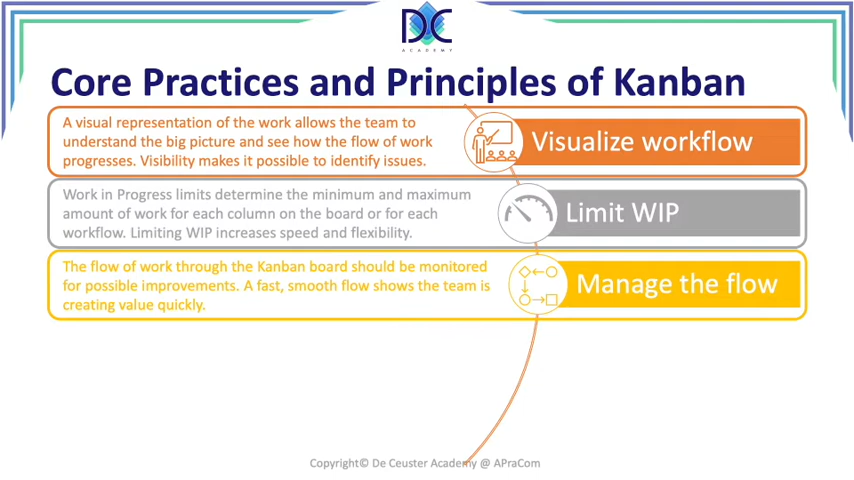 DC
ACADEMY
Core Practices and Principles of Kanban
A visual representation of the work allows the team to
understand the big picture and see how the flow of work
progresses. Visibility makes it possible to identify issues.
Visualize workflow
Work in Progress limits determine the minimum and maximum
amount of work for each column on the board or for each
workflow. Limiting WIP increases speed and flexibility.
Limit WIP
The flow of work through the Kanban board should be monitored
for possible improvements. A fast, smooth flow shows the team is
creating value quickly.
Manage the flow
Copyright© De Ceuster Academy @ APraCom